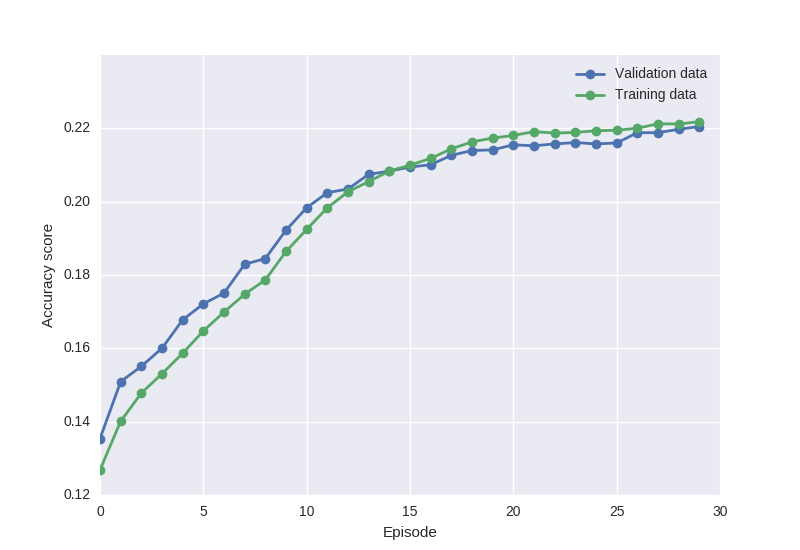 Validation data
Training data
0.22
0.20
0.18
0.16
0.14
0.12
Accuracy score
0 5 10 15 20 25 30
Episode